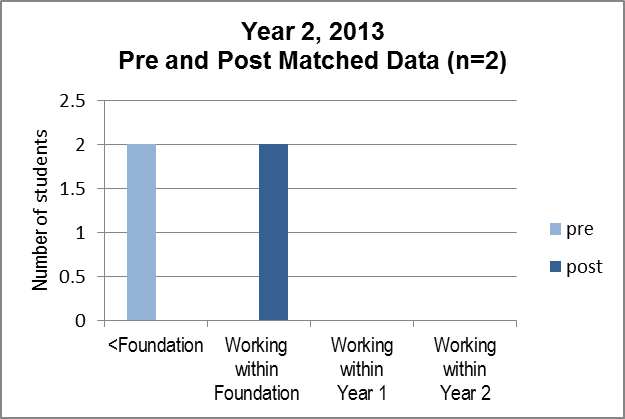 Year 2, 2013
Pre and Post Matched Data (n=2)
Number of students
2.5
2
1.5
1
0.5
0
<Foundation
Working
within
Foundation
Working
within
Year 1
Working
within
Year 2
pre
post